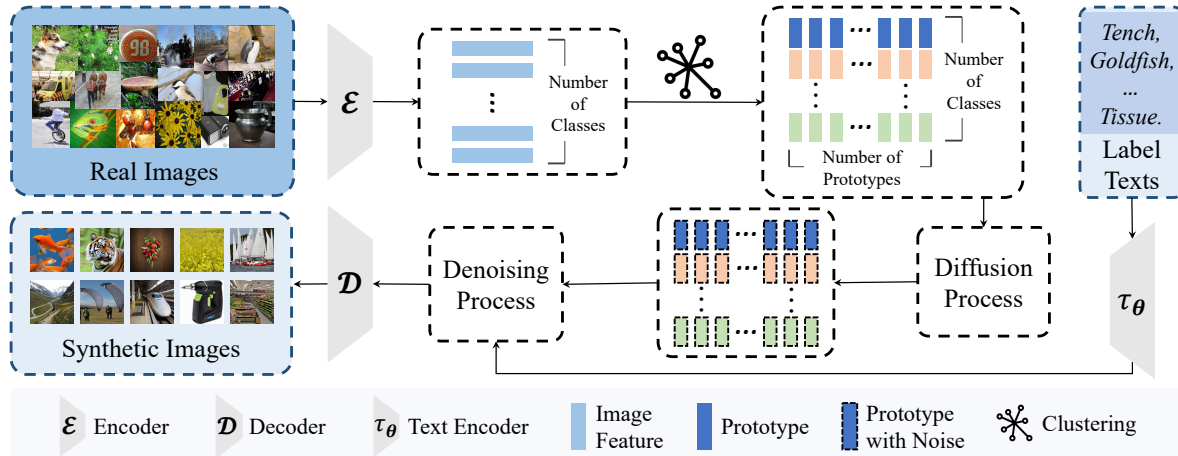 98
Real Images
ℰ
Number
of
Classes
Number
of
Classes
Number of
Prototypes
Tench,
Goldfish,
...
Tissue.
Label
Texts
Synthetic Images
𝒟
Denoising
Process
Diffusion
Process
τθ
ℰ Encoder
𝒟 Decoder
τθ Text Encoder
Image
Feature
Prototype
Prototype
with Noise
Clustering